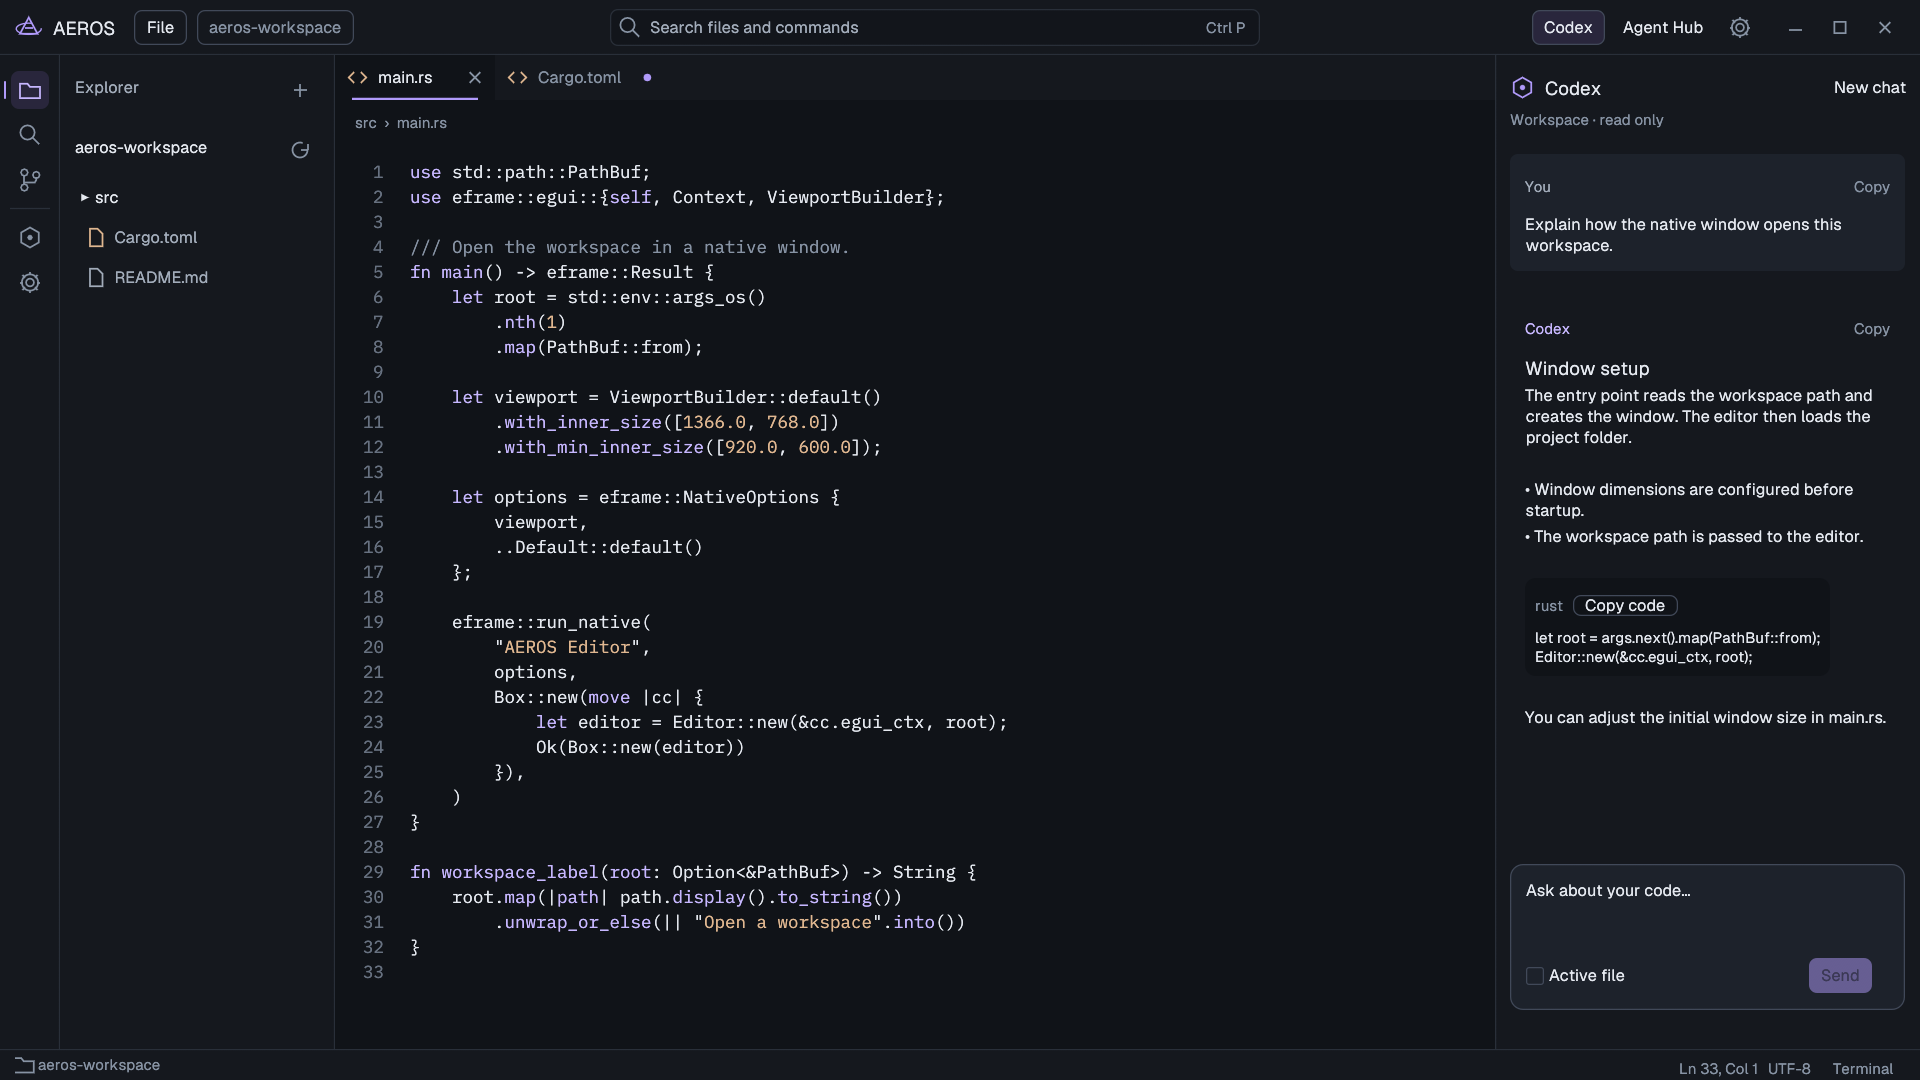 AEROS File aeros-workspace Search files and commands Ctrl P Codex Agent Hub
Explorer
aeros-workspace
src
Cargo.toml
README.md
main.rs
Cargo.toml
src › main.rs
1 use std::path::PathBuf;
2 use eframe::egui::{self, Context, ViewportBuilder};
3
4 /// Open the workspace in a native window.
5 fn main() -> eframe::Result {
6     let root = std::env::args_os()
7         .nth(1)
8         .map(PathBuf::from);
9
10     let viewport = ViewportBuilder::default()
11         .with_inner_size([1366.0, 768.0])
12         .with_min_inner_size([920.0, 600.0]);
13
14     let options = eframe::NativeOptions {
15         viewport,
16         ..Default::default()
17     };
18
19     eframe::run_native(
20         "AEROS Editor",
21         options,
22         Box::new(move |cc| {
23             let editor = Editor::new(&cc.egui_ctx, root);
24             Ok(Box::new(editor))
25         }),
26     )
27 }
28
29 fn workspace_label(root: Option<&PathBuf>) -> String {
30     root.map(|path| path.display().to_string())
31         .unwrap_or_else(|| "Open a workspace".into())
32 }
33
Codex New chat
Workspace · read only
You Copy
Explain how the native window opens this
workspace.
Codex Copy
Window setup
The entry point reads the workspace path and
creates the window. The editor then loads the
project folder.
• Window dimensions are configured before
startup.
• The workspace path is passed to the editor.
rust Copy code
let root = args.next().map(PathBuf::from);
Editor::new(&cc.egui_ctx, root);
You can adjust the initial window size in main.rs.
Ask about your code...
Active file Send
aeros-workspace Ln 33, Col 1 UTF-8 Terminal